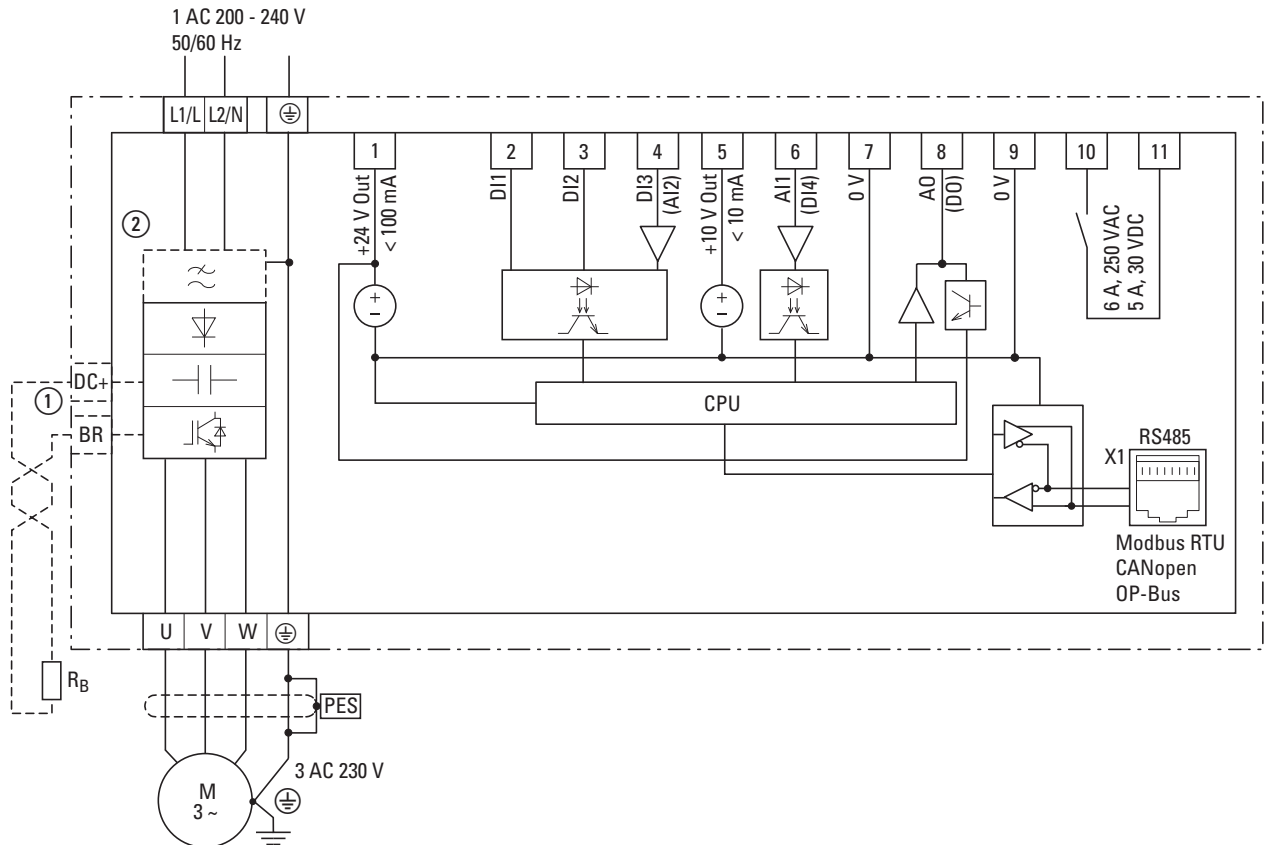 1 AC 200 - 240 V
50/60 Hz
L1/L L2/N
1 2 3 4 5 6 7 8 9 10 11
+24 V Out
< 100 mA
DI1
DI2
DI3
(AI2)
+10 V Out
< 10 mA
AI1
(DI4)
0 V
AO
(DO)
0 V
6 A, 250 VAC
5 A, 30 VDC
2
+
−
+
−
DC+
1
BR
CPU
RS485
X1
Modbus RTU
CANopen
OP-Bus
U V W
RB
PES
3 AC 230 V
M
3 ~